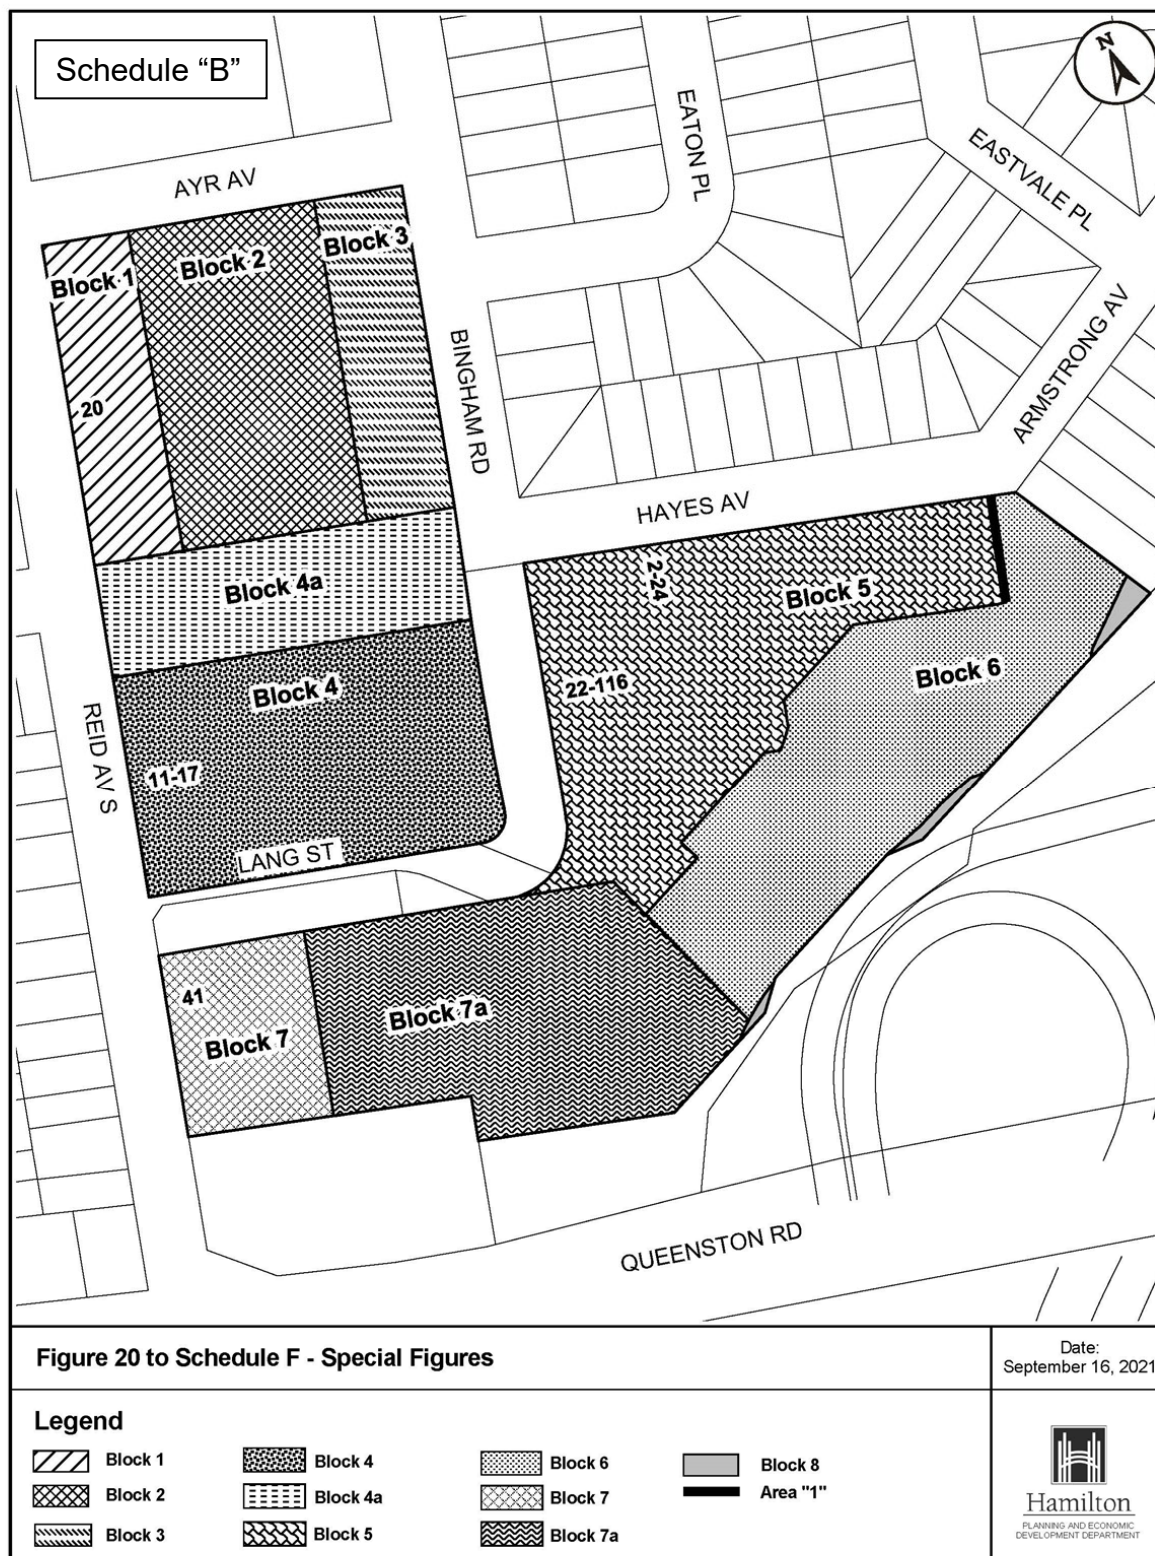 Schedule “B”
N
AYR AV
EATON PL
EASTVALE PL
Block 1
Block 2
Block 3
20
BINGHAM RD
ARMSTRONG AV
HAYES AV
Block 4a
2-24
Block 5
Block 4
22-116
Block 6
REID AV S
11-17
LANG ST
41
Block 7
Block 7a
QUEENSTON RD
Figure 20 to Schedule F - Special Figures
Date:
September 16, 2021
Legend
Block 1
Block 2
Block 3
Block 4
Block 4a
Block 5
Block 6
Block 7
Block 7a
Block 8
Area "1"
Hamilton
PLANNING AND ECONOMIC
DEVELOPMENT DEPARTMENT